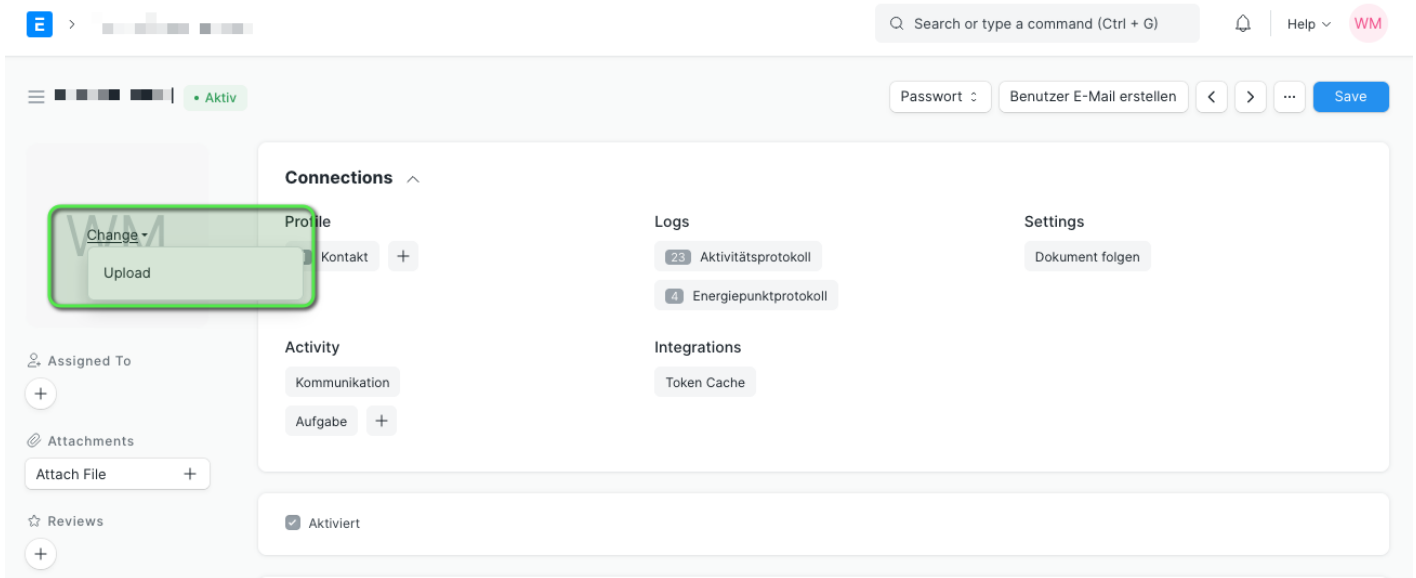 E >
Search or type a command (Ctrl + G)
Help
WM
Aktiv
Passwort
Benutzer E-Mail erstellen
< > ...
Save
WM
Change
Upload
Assigned To
+
Attachments
Attach File +
Reviews
+
Connections
Profile
Kontakt +
Logs
23 Aktivitätsprotokoll
4 Energiepunktprotokoll
Settings
Dokument folgen
Activity
Kommunikation
Aufgabe +
Integrations
Token Cache
Aktiviert